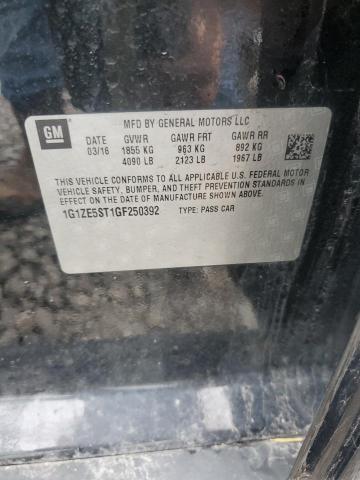 GM
MFD BY GENERAL MOTORS LLC
DATE GVWR GAWR FRT GAWR RR
03/16 1855 KG 963 KG 892 KG
4090 LB 2123 LB 1967 LB
THIS VEHICLE CONFORMS TO ALL APPLICABLE U.S. FEDERAL MOTOR
VEHICLE SAFETY, BUMPER, AND THEFT PREVENTION STANDARDS IN
EFFECT ON THE DATE OF MANUFACTURE SHOWN ABOVE.
1G1ZE5ST1GF250392 TYPE: PASS CAR